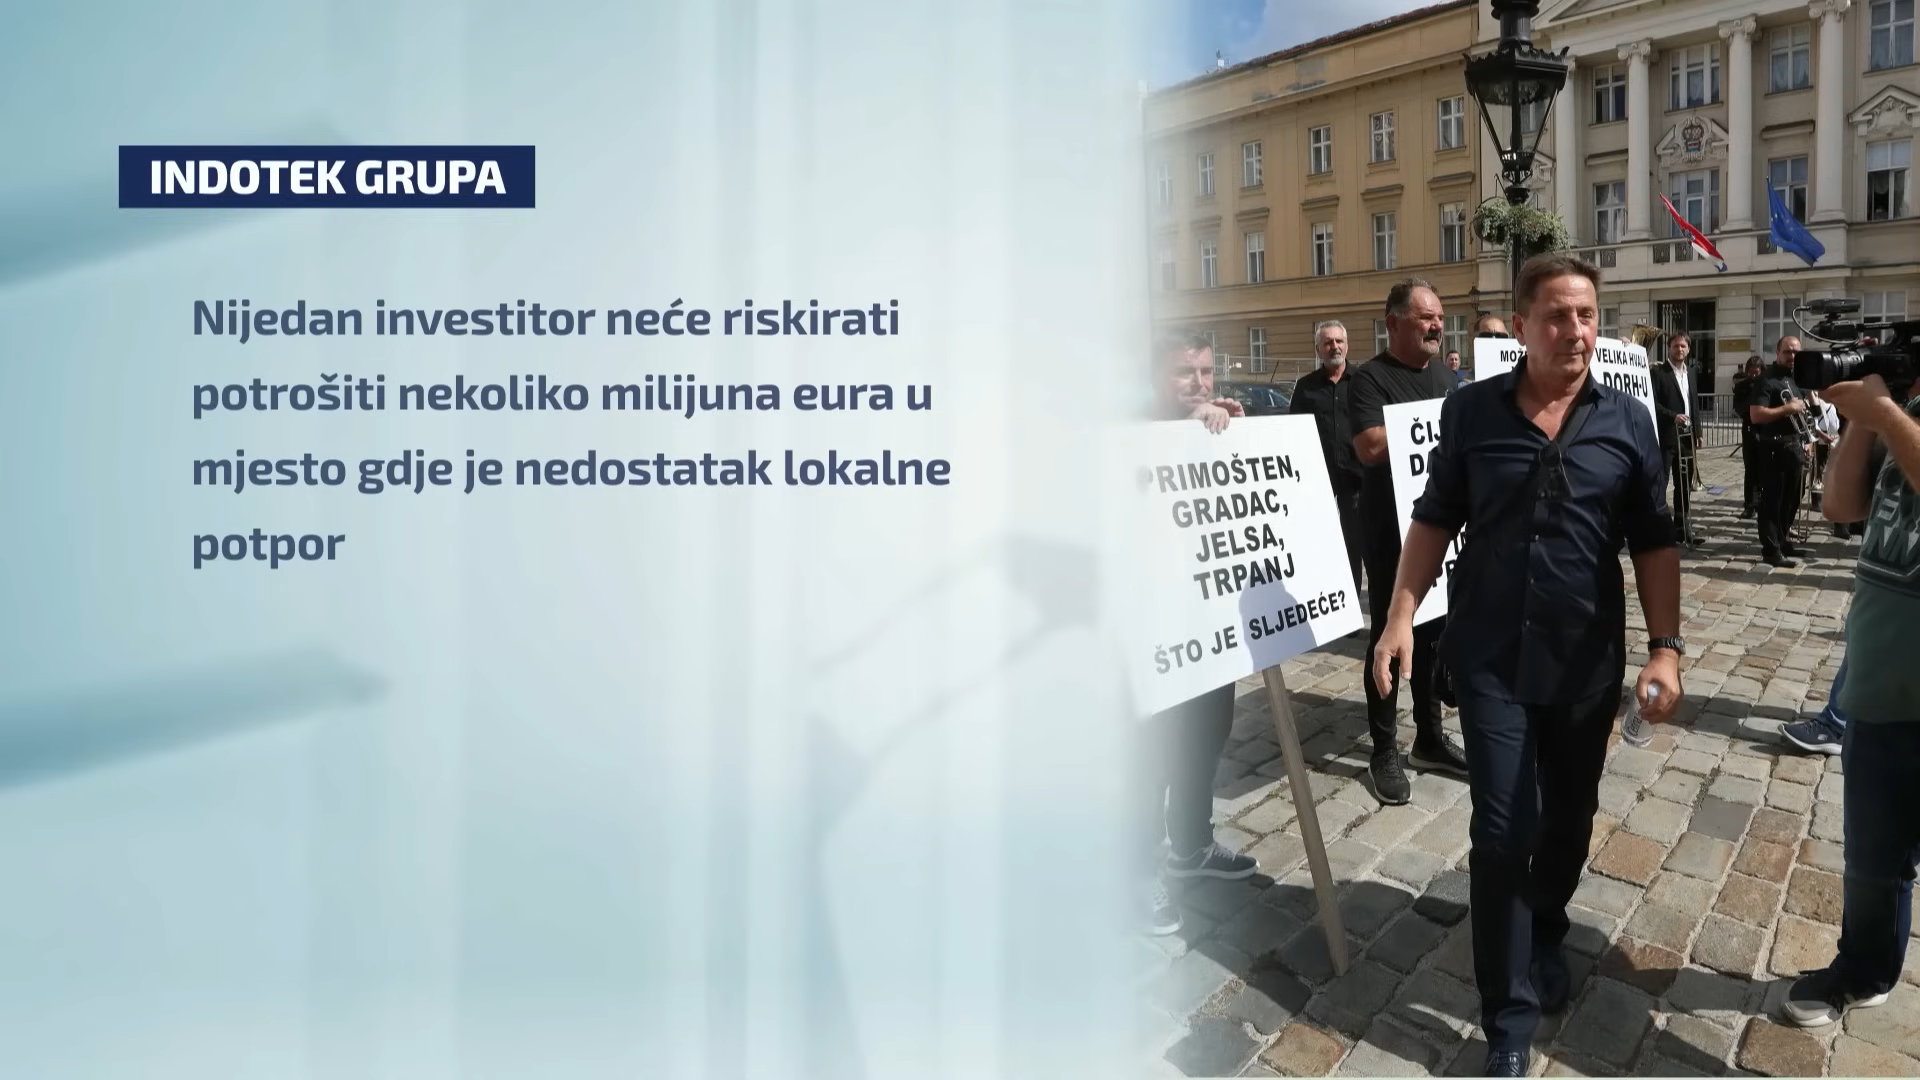 INDOTEK GRUPA
Nijedan investitor neće riskirati
potrošiti nekoliko milijuna eura u
mjesto gdje je nedostatak lokalne
potpor
PRIMOŠTEN,
GRADAC,
JELSA,
TRPANJ
ŠTO JE SLJEDEĆE?
VELIKA HVALA
DORH-U